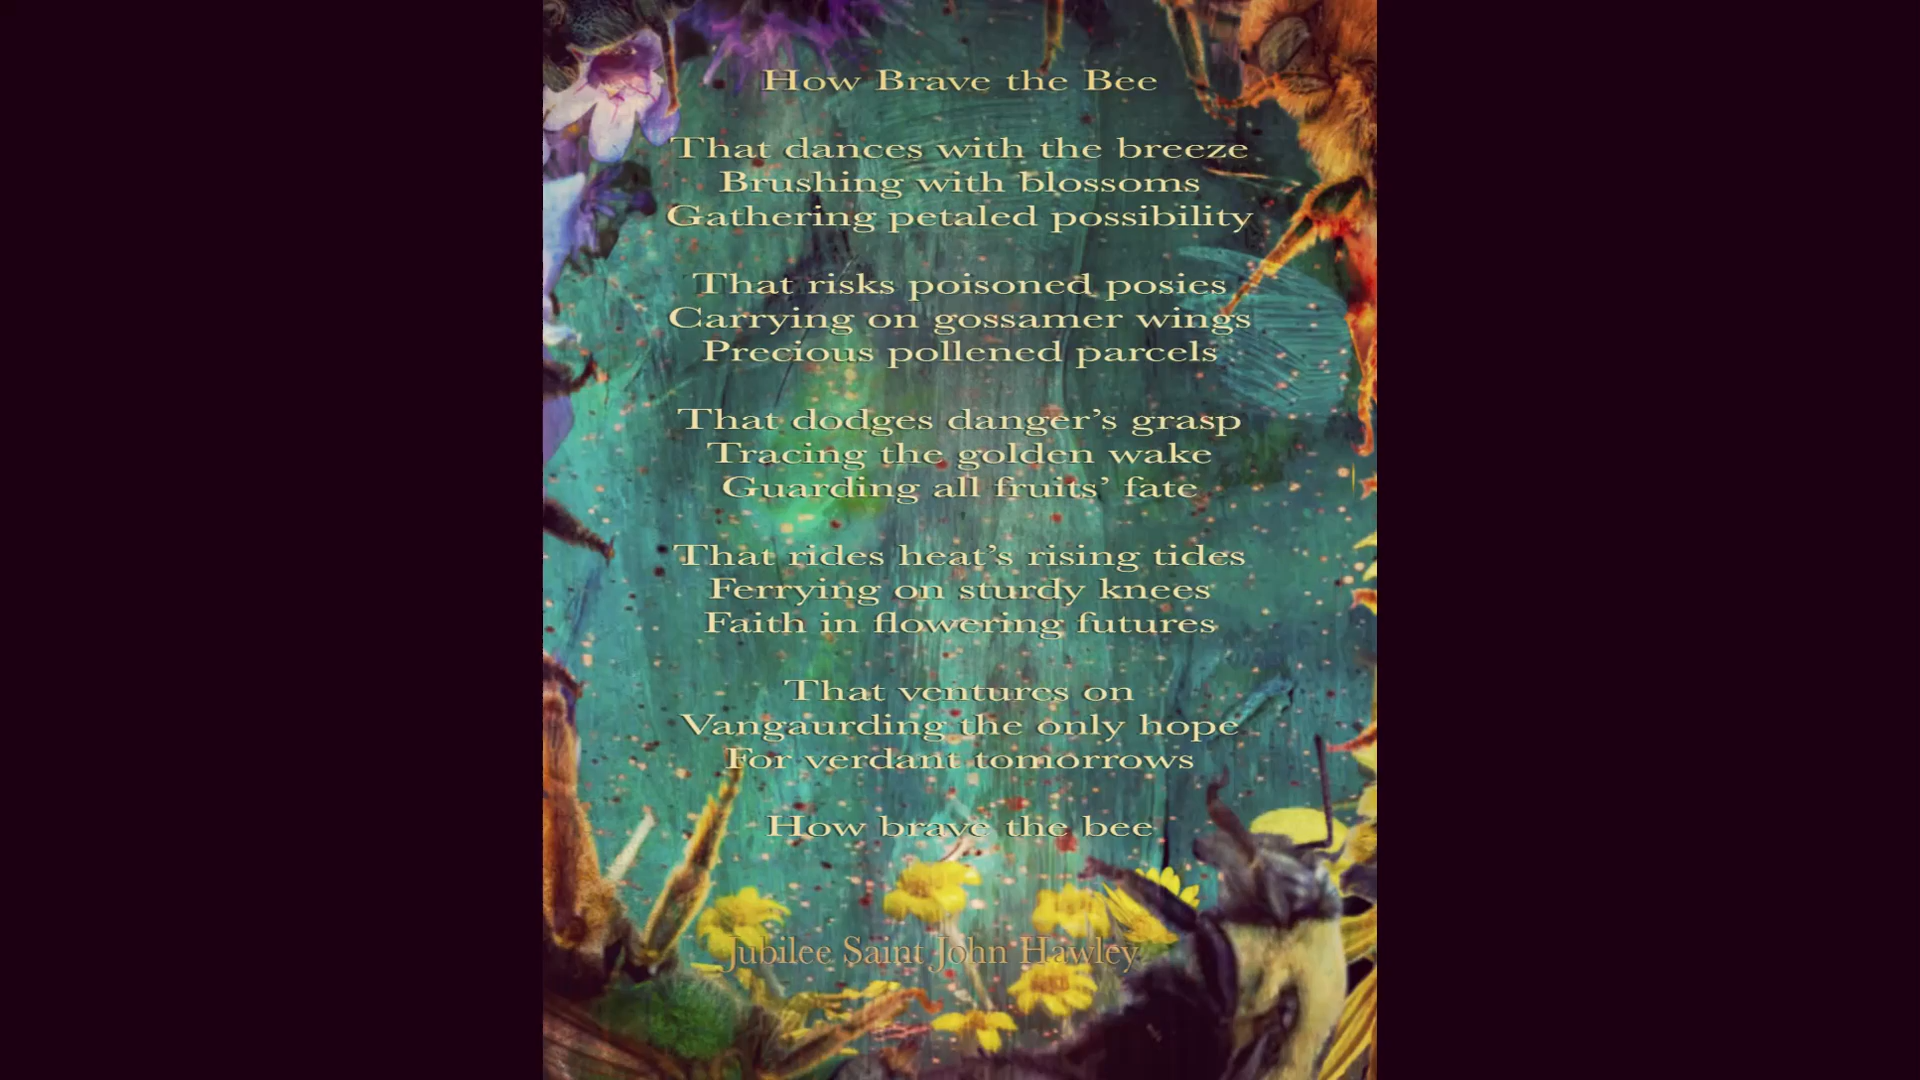 How Brave the Bee
That dances with the breeze
Brushing with blossoms
Gathering petaled possibility
That risks poisoned posies
Carrying on gossamer wings
Precious pollened parcels
That dodges danger’s grasp
Tracing the golden wake
Guarding all fruits’ fate
That rides heat’s rising tides
Ferrying on sturdy knees
Faith in flowering futures
That ventures on
Vangaurding the only hope
For verdant tomorrows
How brave the bee
Jubilee Saint John Hawley